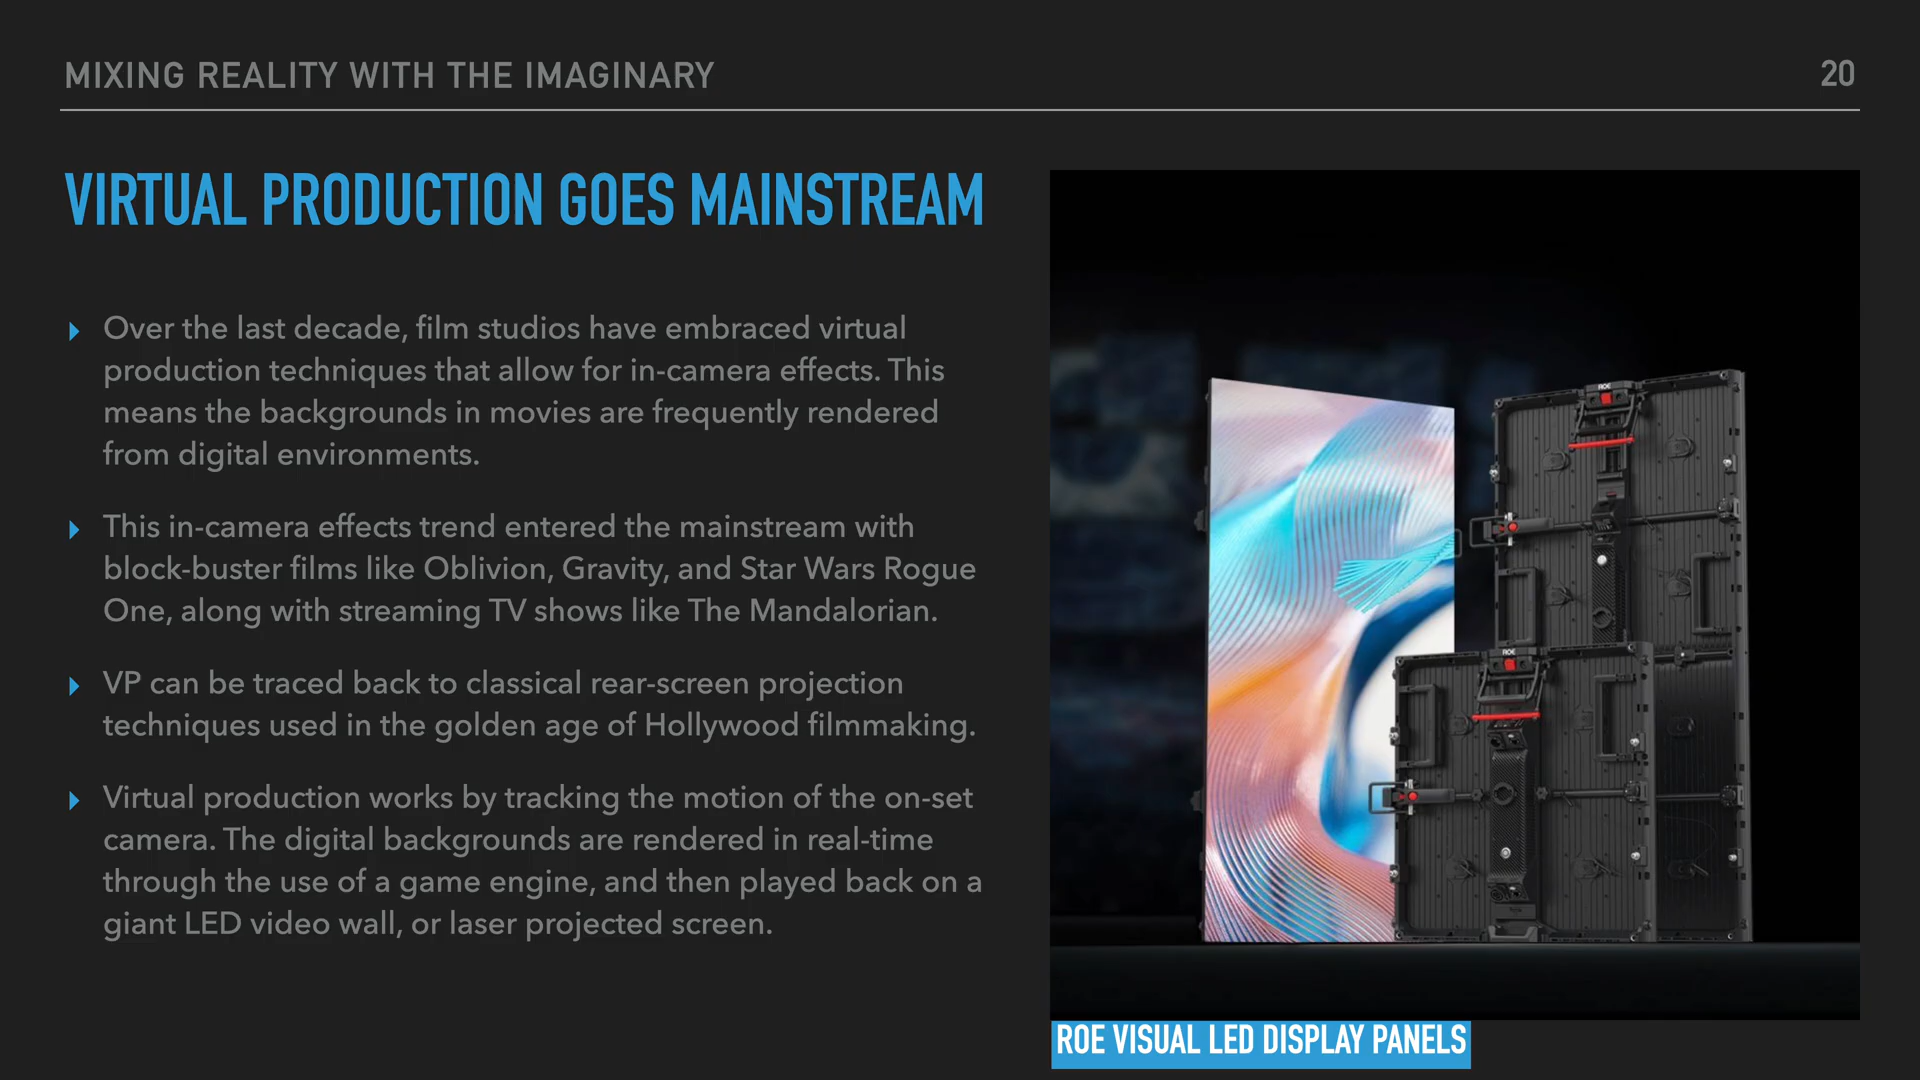 MIXING REALITY WITH THE IMAGINARY
20
VIRTUAL PRODUCTION GOES MAINSTREAM
Over the last decade, film studios have embraced virtual
production techniques that allow for in-camera effects. This
means the backgrounds in movies are frequently rendered
from digital environments.
This in-camera effects trend entered the mainstream with
block-buster films like Oblivion, Gravity, and Star Wars Rogue
One, along with streaming TV shows like The Mandalorian.
VP can be traced back to classical rear-screen projection
techniques used in the golden age of Hollywood filmmaking.
Virtual production works by tracking the motion of the on-set
camera. The digital backgrounds are rendered in real-time
through the use of a game engine, and then played back on a
giant LED video wall, or laser projected screen.
ROE
ROE
ROE VISUAL LED DISPLAY PANELS